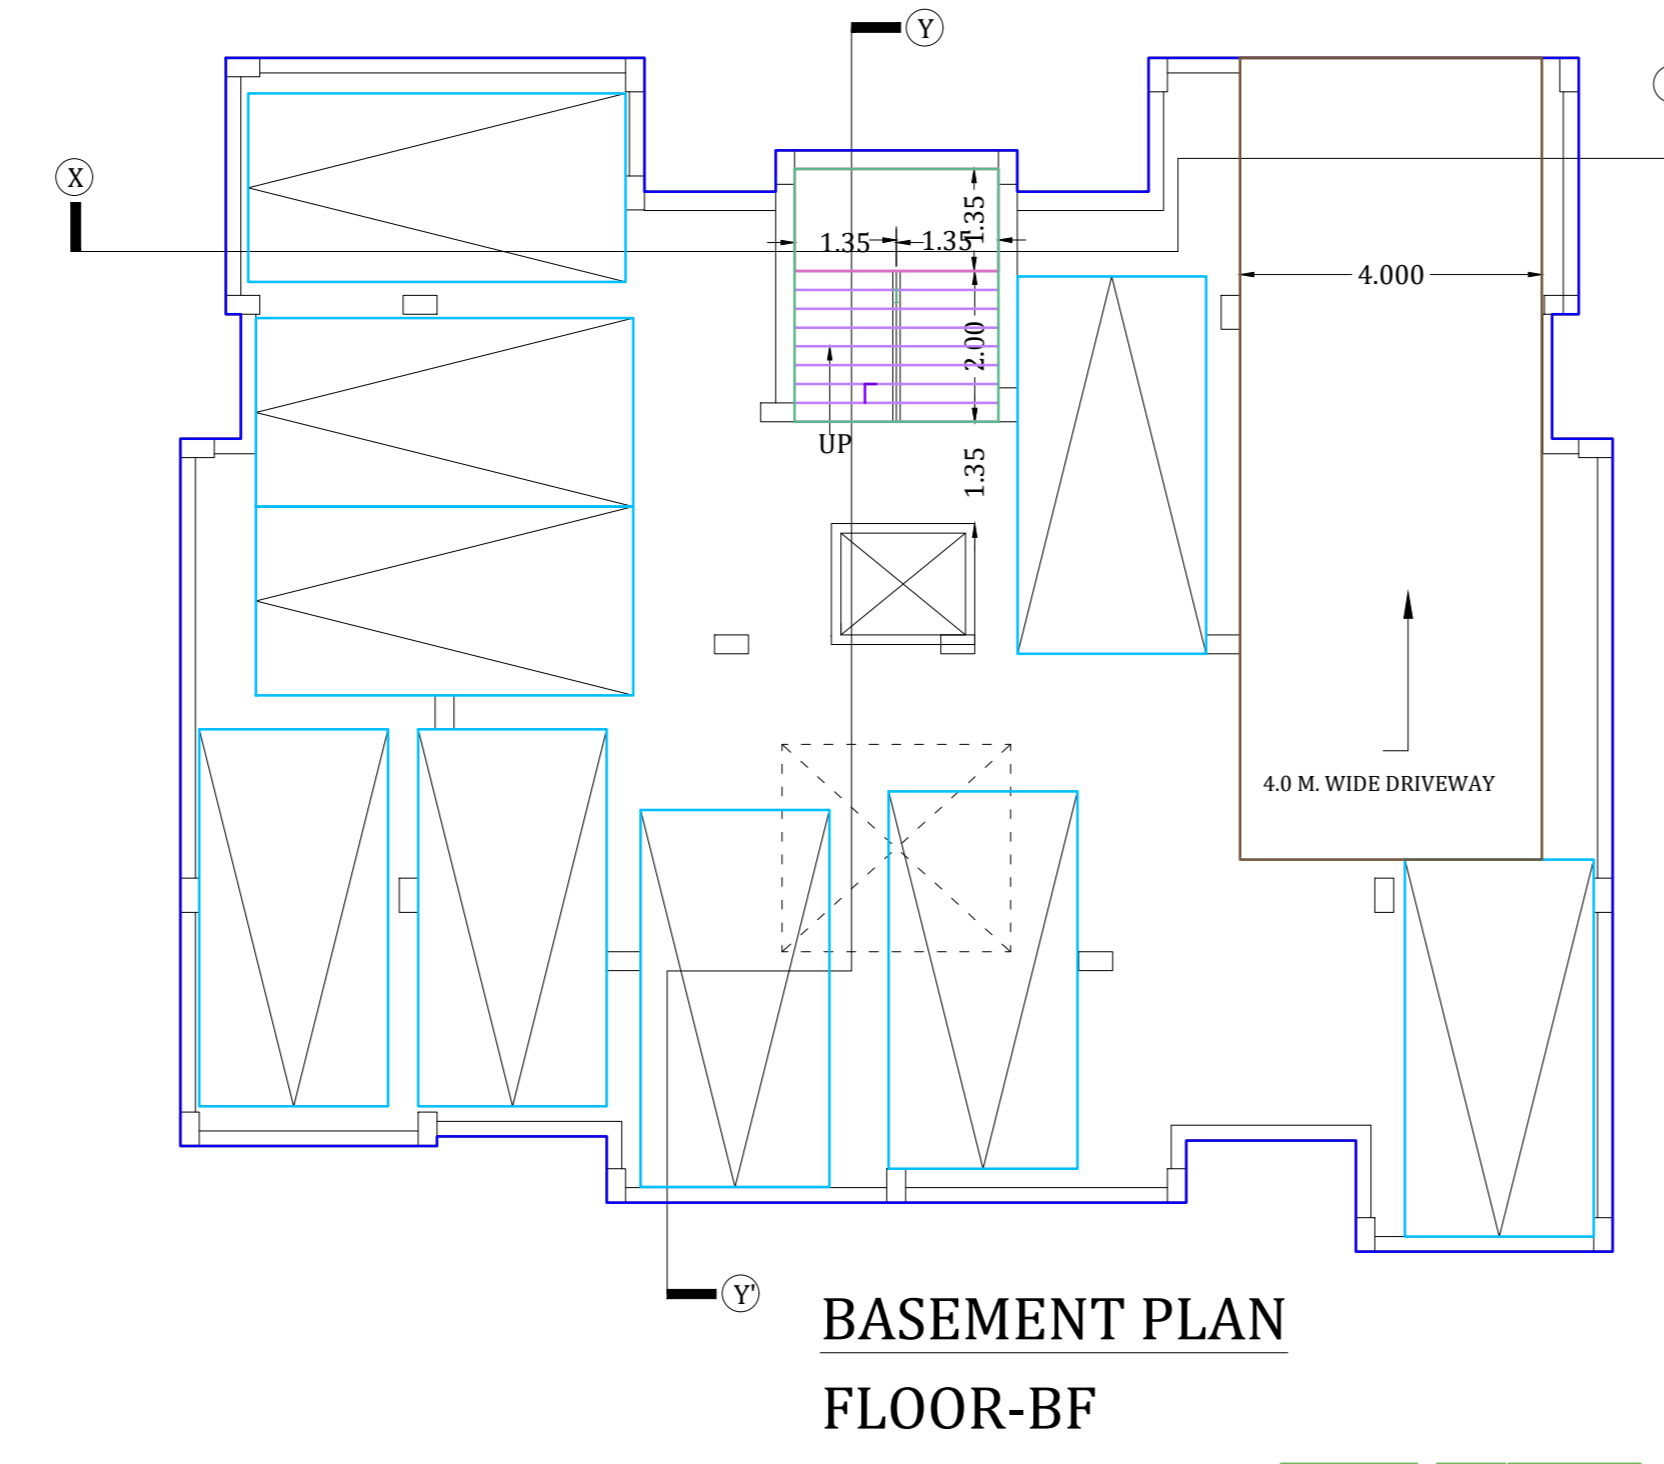 Y
X
1.35
1.35
1.35
4.000
2.00
UP
1.35
4.0 M. WIDE DRIVEWAY
Y'
BASEMENT PLAN
FLOOR-BF